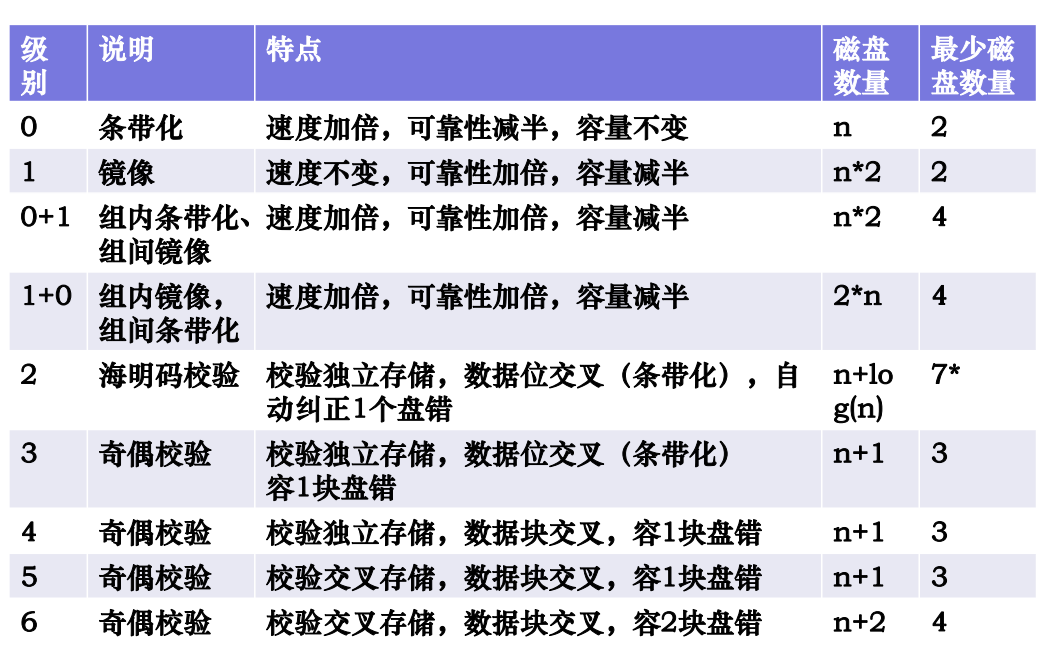 级别 说明 特点 磁盘数量 最少磁盘数量
0 条带化 速度加倍，可靠性减半，容量不变 n 2
1 镜像 速度不变，可靠性加倍，容量减半 n*2 2
0+1 组内条带化、 速度加倍，可靠性加倍，容量减半 n*2 4
组间镜像
1+0 组内镜像， 速度加倍，可靠性加倍，容量减半 2*n 4
组间条带化
2 海明码校验 校验独立存储，数据位交叉（条带化），自 n+lo 7*
动纠正1个盘错 g(n)
3 奇偶校验 校验独立存储，数据位交叉（条带化） n+1 3
容1块盘错
4 奇偶校验 校验独立存储，数据块交叉，容1块盘错 n+1 3
5 奇偶校验 校验交叉存储，数据块交叉，容1块盘错 n+1 3
6 奇偶校验 校验交叉存储，数据块交叉，容2块盘错 n+2 4